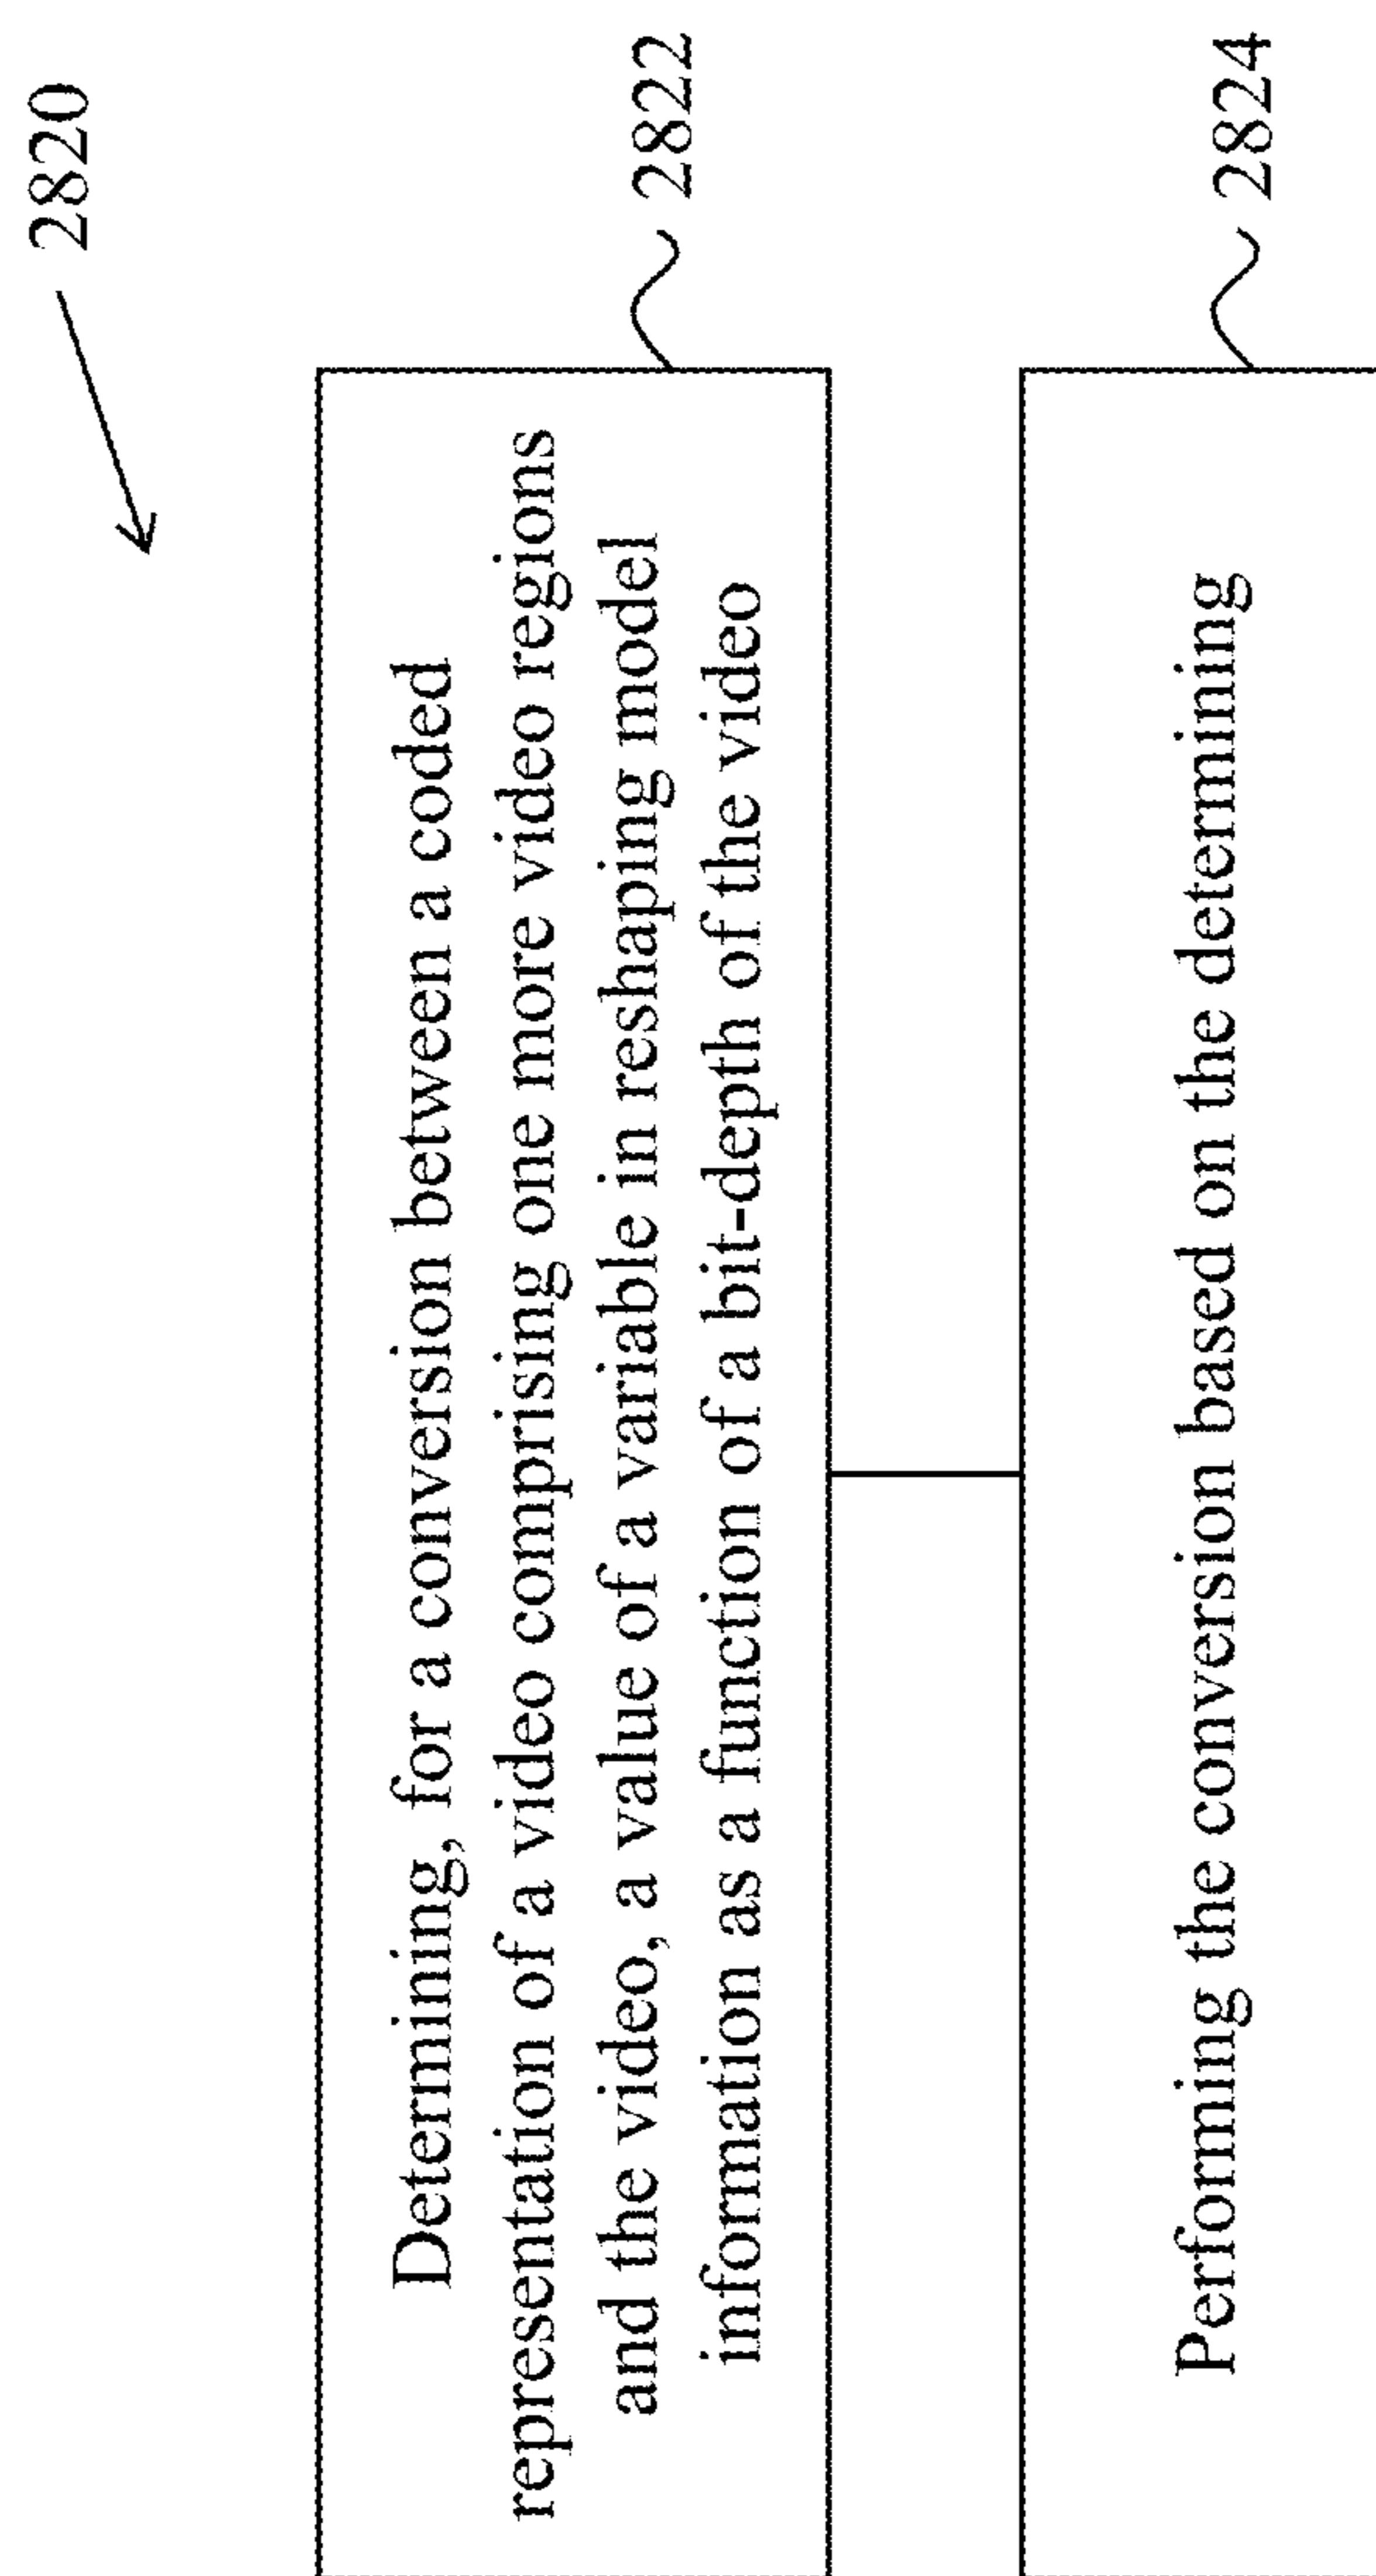 2820
Determining, for a conversion between a coded
representation of a video comprising one more video regions
and the video, a value of a variable in reshaping model
information as a function of a bit-depth of the video
2822
Performing the conversion based on the determining
2824